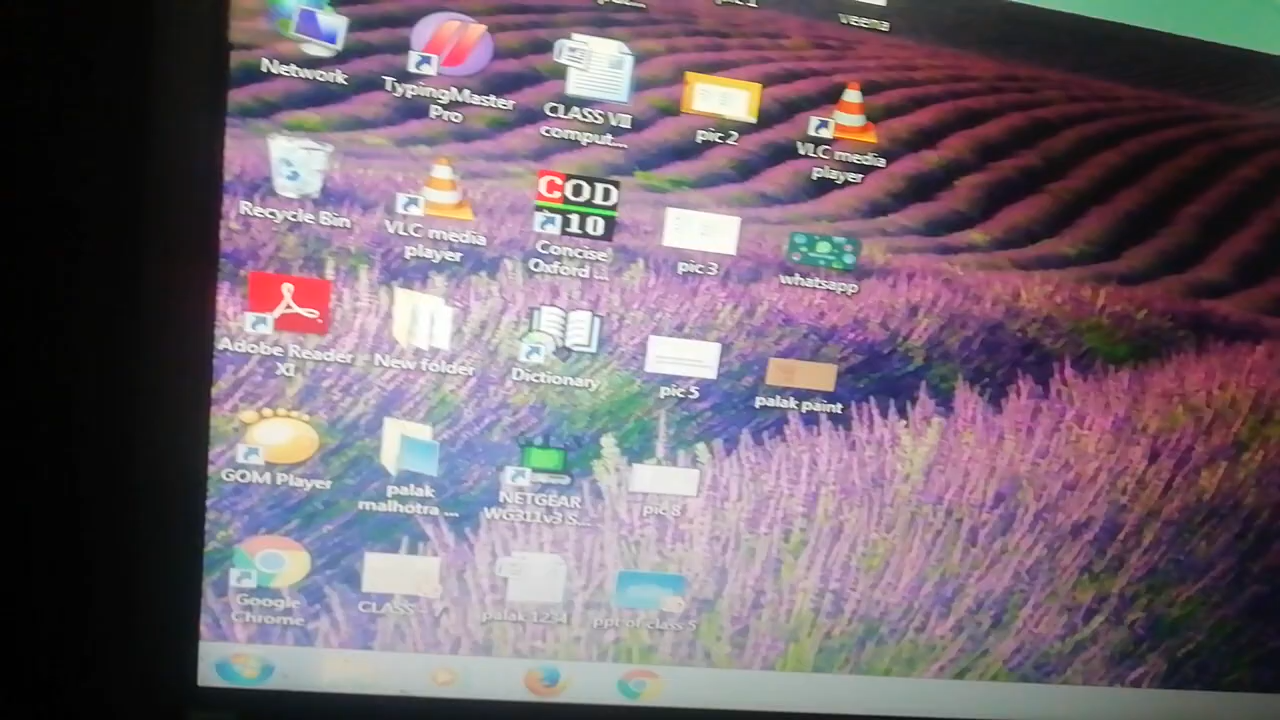 Network
TypingMaster
Pro
CLASS VII
comput...
pic 2
VLC media
player
veena
Recycle Bin
VLC media
player
COD
10
Concise
Oxford ...
pic 3
whatsapp
Adobe Reader
XI
New folder
Dictionary
pic 5
palak paint
GOM Player
palak
malhotra ...
NETGEAR
WG311v3 S...
pic 8
Google
Chrome
CLASS -
palak 1234
ppt of class 5